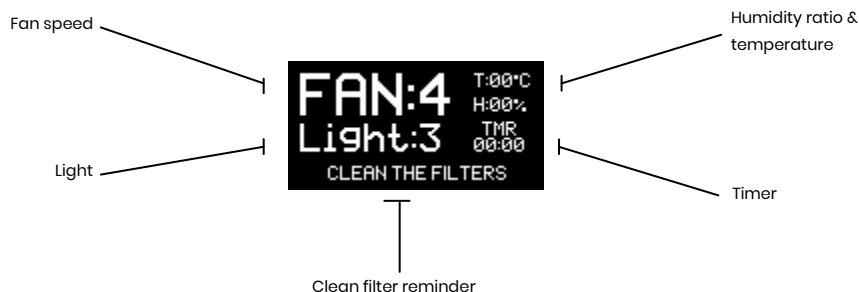 Fan speed
Humidity ratio &
temperature
FAN:4
T:00°C
H:00%
Light:3
TMR
00:00
CLEAN THE FILTERS
Light
Timer
Clean filter reminder